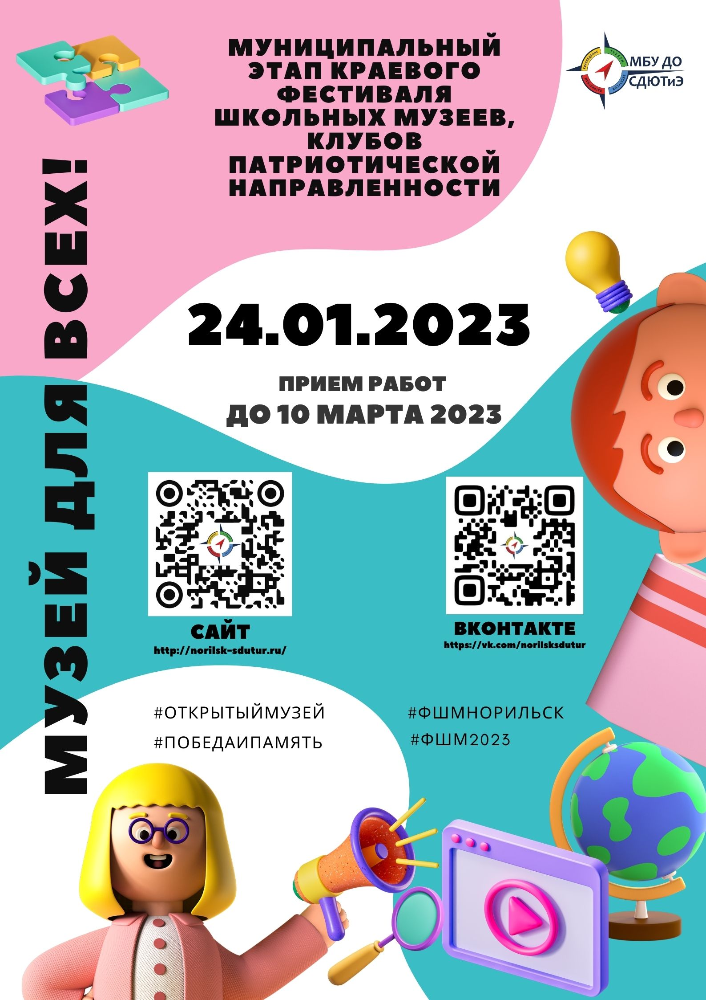 МУНИЦИПАЛЬНЫЙ
ЭТАП КРАЕВОГО
ФЕСТИВАЛЯ
ШКОЛЬНЫХ МУЗЕЕВ,
КЛУБОВ
ПАТРИОТИЧЕСКОЙ
НАПРАВЛЕННОСТИ
КРАЕВЕДЕНИЕ
ТУРИЗМ
ПАТРИОТИЗМ
ЭКСКУРСИИ
МБУ ДО
СДЮТиЭ
МУЗЕЙ ДЛЯ ВСЕХ!
24.01.2023
ПРИЕМ РАБОТ
ДО 10 МАРТА 2023
САЙТ
http://norilsk-sdutur.ru/
ВКОНТАКТЕ
https://vk.com/norilsksdutur
#ОТКРЫТЫЙМУЗЕЙ
#ПОБЕДАИПАМЯТЬ
#ФШМНОРИЛЬСК
#ФШМ2023